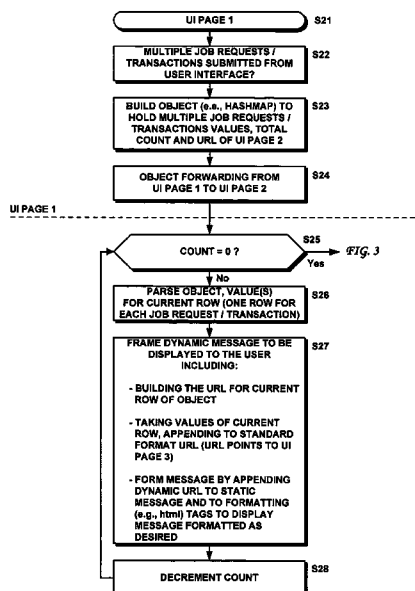 UI PAGE 1
S21
MULTIPLE JOB REQUESTS /
TRANSACTIONS SUBMITTED FROM
USER INTERFACE?
S22
BUILD OBJECT (e.s., HASHMAP) TO
HOLD MULTIPLE JOB REQUESTS /
TRANSACTIONS VALUES, TOTAL
COUNT AND URL OF UI PAGE 2
S23
OBJECT FORWARDING FROM
UI PAGE 1 TO UI PAGE 2
S24
UI PAGE 1
COUNT = 0 ?
S25
Yes
FIG. 3
No
PARSE OBJECT, VALUE(S)
FOR CURRENT ROW (ONE ROW FOR
EACH JOB REQUEST / TRANSACTION)
S26
FRAME DYNAMIC MESSAGE TO BE
DISPLAYED TO THE USER
INCLUDING:
- BUILDING THE URL FOR CURRENT
ROW OF OBJECT
- TAKING VALUES OF CURRENT
ROW, APPENDING TO STANDARD
FORMAT URL (URL POINTS TO UI
PAGE 3)
- FORM MESSAGE BY APPENDING
DYNAMIC URL TO STATIC
MESSAGE AND TO FORMATTING
(e.g., html) TAGS TO DISPLAY
MESSAGE FORMATTED AS
DESIRED
S27
DECREMENT COUNT
S28